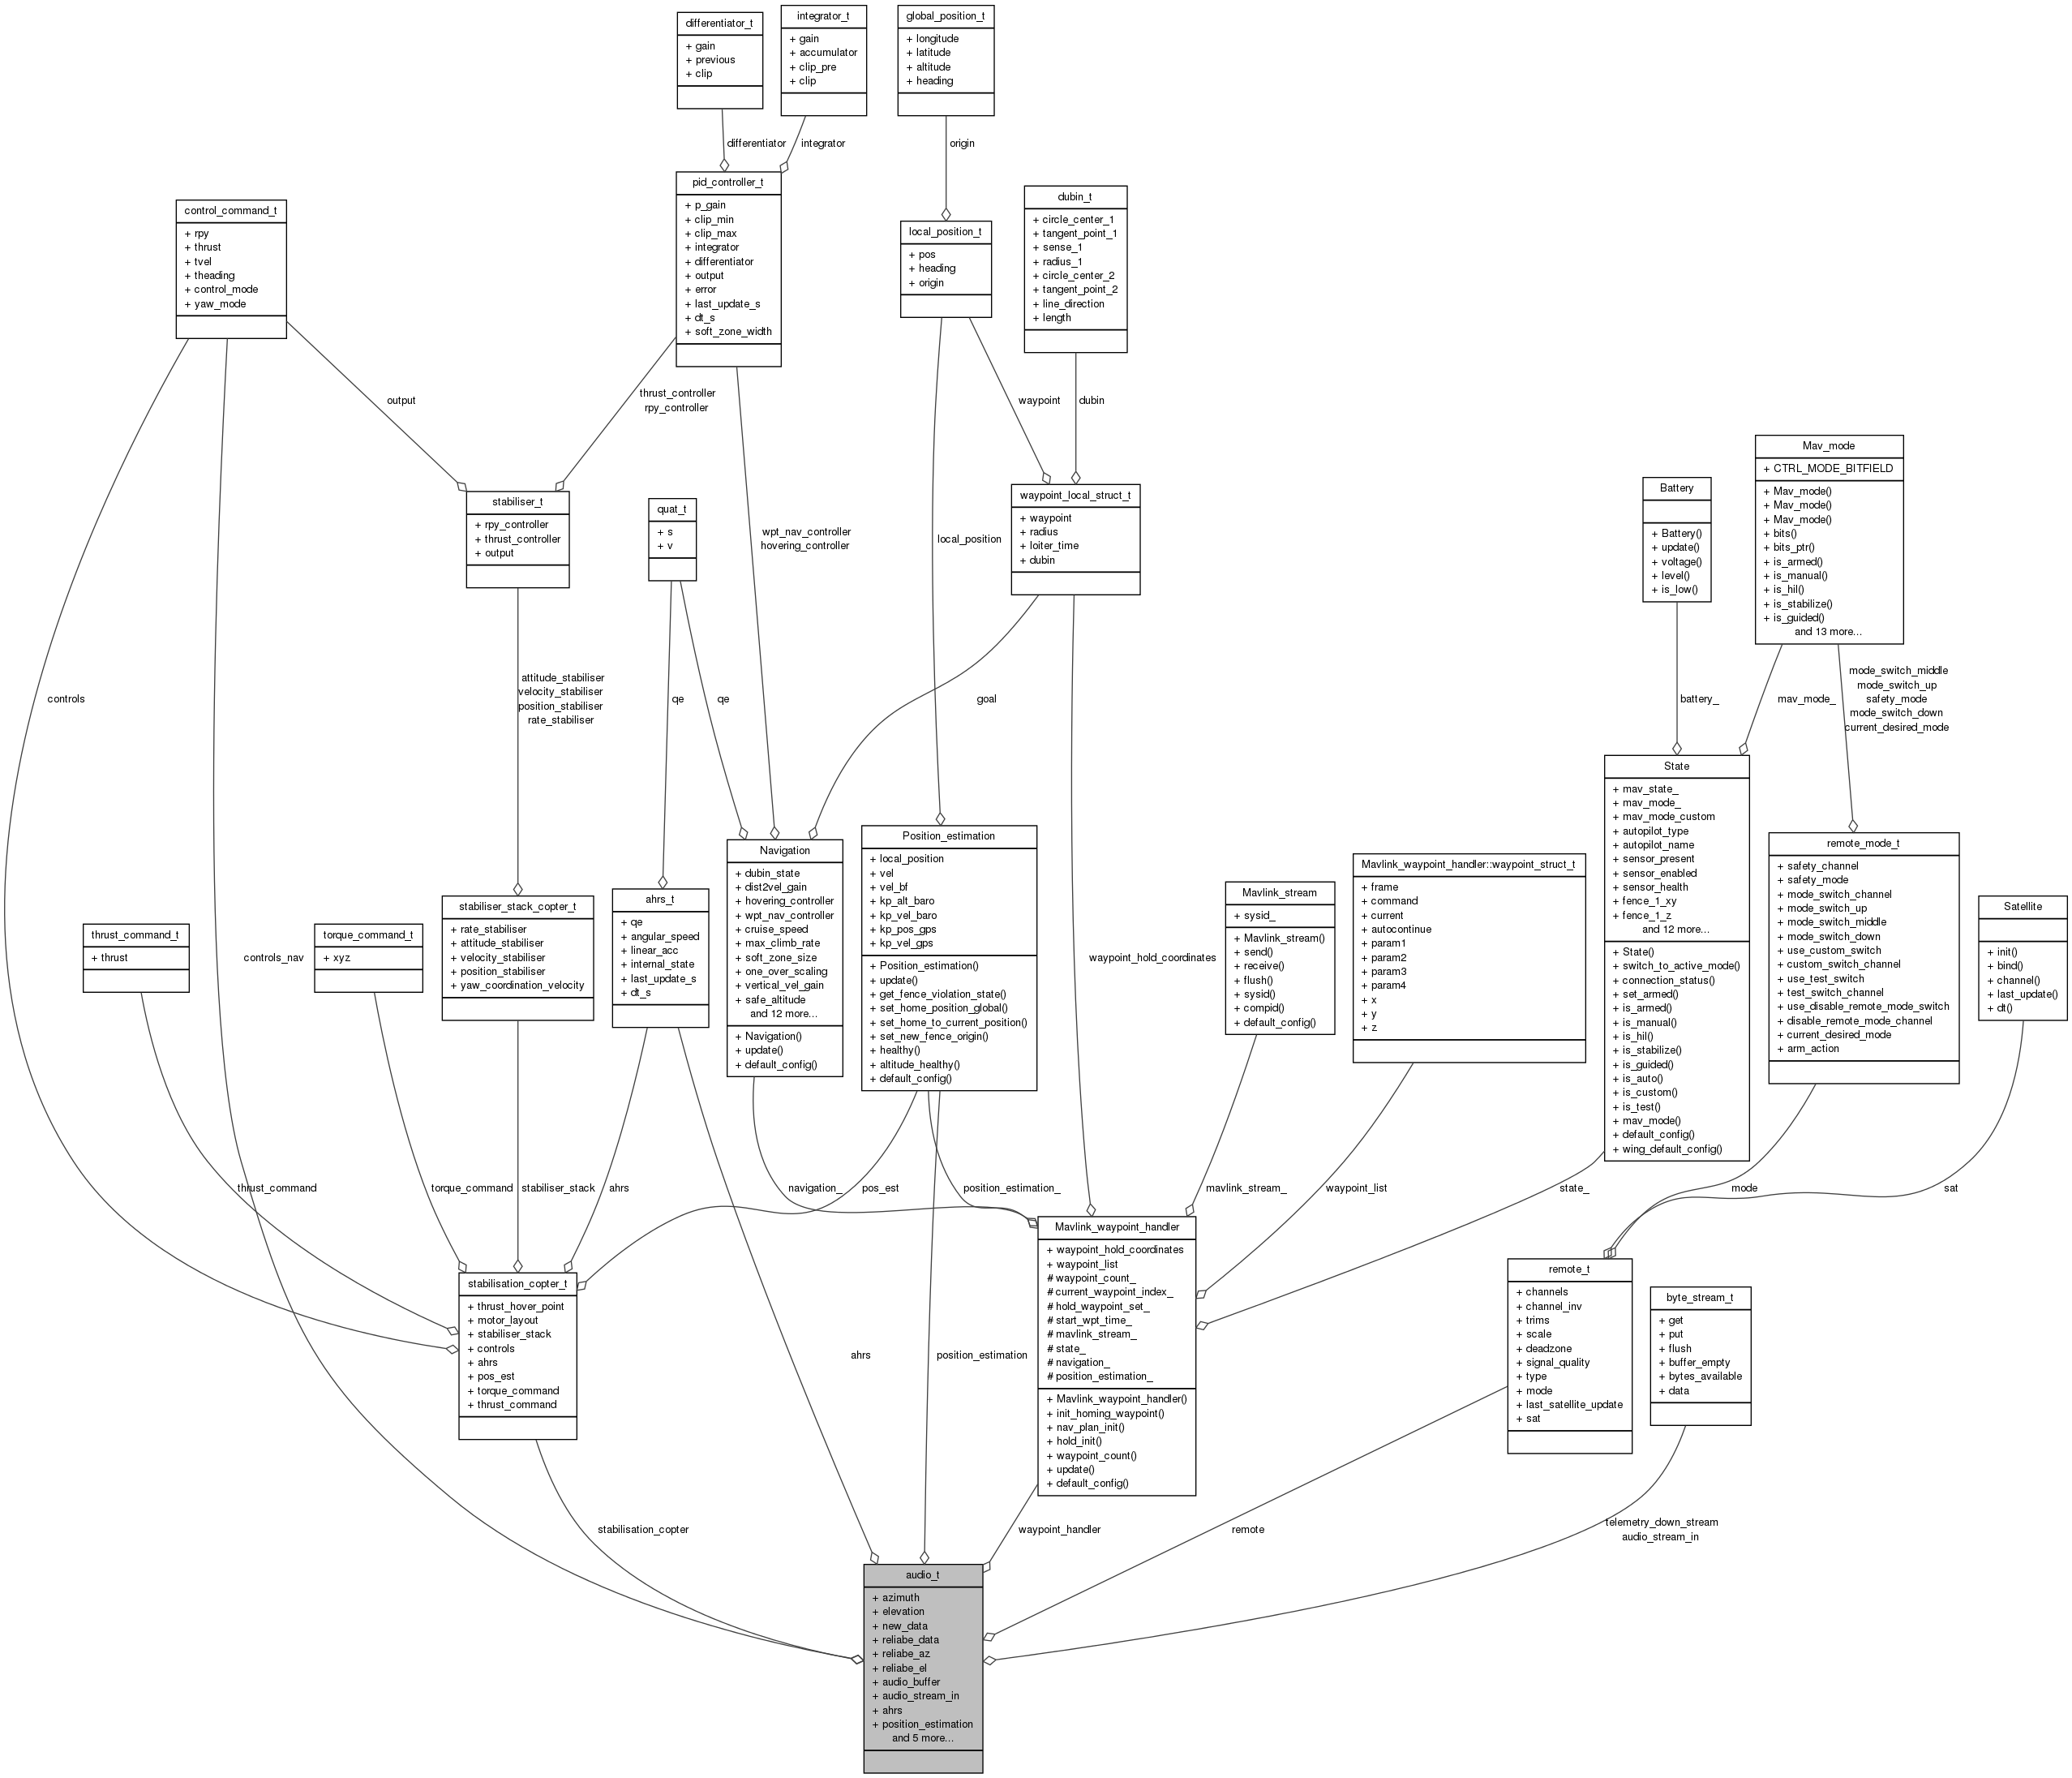 differentiator_t
+ gain
+ previous
+ clip
integrator_t
+ gain
+ accumulator
+ clip_pre
+ clip
global_position_t
+ longitude
+ latitude
+ altitude
+ heading
differentiator
integrator
origin
control_command_t
+ rpy
+ thrust
+ tvel
+ theading
+ control_mode
+ yaw_mode
pid_controller_t
+ p_gain
+ clip_min
+ clip_max
+ integrator
+ differentiator
+ output
+ error
+ last_update_s
+ dt_s
+ soft_zone_width
local_position_t
+ pos
+ heading
+ origin
dubin_t
+ circle_center_1
+ tangent_point_1
+ sense_1
+ radius_1
+ circle_center_2
+ tangent_point_2
+ line_direction
+ length
output
thrust_controller
rpy_controller
waypoint
dubin
stabiliser_t
+ rpy_controller
+ thrust_controller
+ output
quat_t
+ s
+ v
wpt_nav_controller
hovering_controller
local_position
waypoint_local_struct_t
+ waypoint
+ radius
+ loiter_time
+ dubin
Battery
+ Battery()
+ update()
+ voltage()
+ level()
+ is_low()
Mav_mode
+ CTRL_MODE_BITFIELD
+ Mav_mode()
+ Mav_mode()
+ Mav_mode()
+ bits()
+ bits_ptr()
+ is_armed()
+ is_manual()
+ is_hil()
+ is_stabilize()
+ is_guided()
and 13 more...
controls
attitude_stabiliser
velocity_stabiliser
position_stabiliser
rate_stabiliser
qe
qe
goal
battery_
mav_mode_
mode_switch_middle
mode_switch_up
safety_mode
mode_switch_down
current_desired_mode
thrust_command_t
+ thrust
controls_nav
torque_command_t
+ xyz
stabiliser_stack_copter_t
+ rate_stabiliser
+ attitude_stabiliser
+ velocity_stabiliser
+ position_stabiliser
+ yaw_coordination_velocity
ahrs_t
+ qe
+ angular_speed
+ linear_acc
+ internal_state
+ last_update_s
+ dt_s
Navigation
+ dubin_state
+ dist2vel_gain
+ hovering_controller
+ wpt_nav_controller
+ cruise_speed
+ max_climb_rate
+ soft_zone_size
+ one_over_scaling
+ vertical_vel_gain
+ safe_altitude
and 12 more...
+ Navigation()
+ update()
+ default_config()
Position_estimation
+ local_position
+ vel
+ vel_bf
+ kp_alt_baro
+ kp_vel_baro
+ kp_pos_gps
+ kp_vel_gps
+ Position_estimation()
+ update()
+ get_fence_violation_state()
+ set_home_position_global()
+ set_home_to_current_position()
+ set_new_fence_origin()
+ healthy()
+ altitude_healthy()
+ default_config()
waypoint_hold_coordinates
Mavlink_stream
+ sysid_
+ Mavlink_stream()
+ send()
+ receive()
+ flush()
+ sysid()
+ compid()
+ default_config()
Mavlink_waypoint_handler::waypoint_struct_t
+ frame
+ command
+ current
+ autocontinue
+ param1
+ param2
+ param3
+ param4
+ x
+ y
+ z
State
+ mav_state_
+ mav_mode_
+ mav_mode_custom
+ autopilot_type
+ autopilot_name
+ sensor_present
+ sensor_enabled
+ sensor_health
+ fence_1_xy
+ fence_1_z
and 12 more...
+ State()
+ switch_to_active_mode()
+ connection_status()
+ set_armed()
+ is_armed()
+ is_manual()
+ is_hil()
+ is_stabilize()
+ is_guided()
+ is_auto()
+ is_custom()
+ is_test()
+ mav_mode()
+ default_config()
+ wing_default_config()
remote_mode_t
+ safety_channel
+ safety_mode
+ mode_switch_channel
+ mode_switch_up
+ mode_switch_middle
+ mode_switch_down
+ use_custom_switch
+ custom_switch_channel
+ use_test_switch
+ test_switch_channel
+ use_disable_remote_mode_switch
+ disable_remote_mode_channel
+ current_desired_mode
+ arm_action
Satellite
+ init()
+ bind()
+ channel()
+ last_update()
+ dt()
thrust_command
torque_command
stabiliser_stack
ahrs
navigation_
pos_est
position_estimation_
mavlink_stream_
waypoint_list
state_
mode
sat
stabilisation_copter_t
+ thrust_hover_point
+ motor_layout
+ stabiliser_stack
+ controls
+ ahrs
+ pos_est
+ torque_command
+ thrust_command
ahrs
position_estimation
Mavlink_waypoint_handler
+ waypoint_hold_coordinates
+ waypoint_list
# waypoint_count_
# current_waypoint_index_
# hold_waypoint_set_
# start_wpt_time_
# mavlink_stream_
# state_
# navigation_
# position_estimation_
+ Mavlink_waypoint_handler()
+ init_homing_waypoint()
+ nav_plan_init()
+ hold_init()
+ waypoint_count()
+ update()
+ default_config()
remote_t
+ channels
+ channel_inv
+ trims
+ scale
+ deadzone
+ signal_quality
+ type
+ mode
+ last_satellite_update
+ sat
byte_stream_t
+ get
+ put
+ flush
+ buffer_empty
+ bytes_available
+ data
stabilisation_copter
waypoint_handler
remote
telemetry_down_stream
audio_stream_in
audio_t
+ azimuth
+ elevation
+ new_data
+ reliabe_data
+ reliabe_az
+ reliabe_el
+ audio_buffer
+ audio_stream_in
+ ahrs
+ position_estimation
and 5 more...